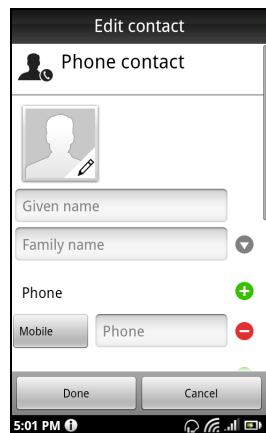 Edit contact
Phone contact
Given name
Family name
Phone
Mobile Phone
Done Cancel
5:01 PM